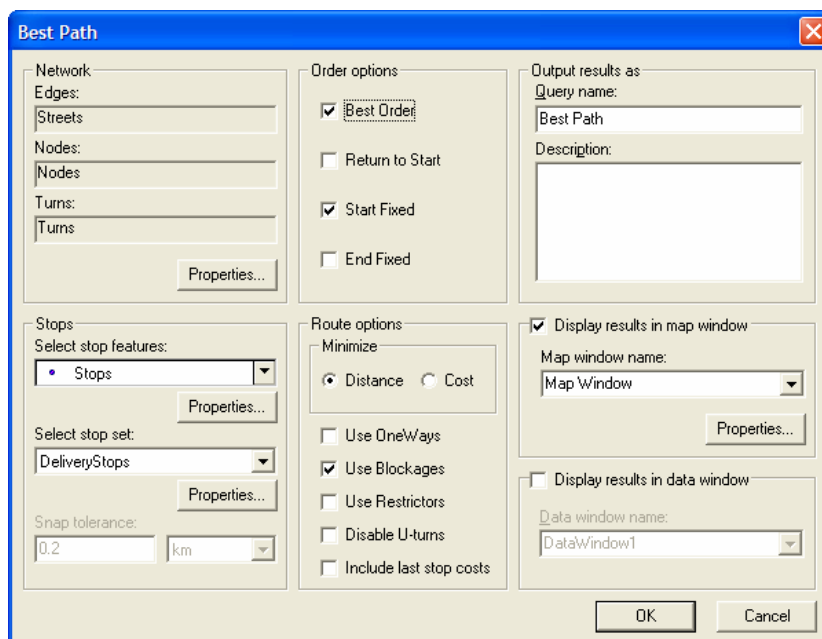 Best Path
Network
Edges:
Streets
Nodes:
Nodes
Turns:
Turns
Properties...
Order options
Best Order
Return to Start
Start Fixed
End Fixed
Output results as
Query name:
Best Path
Description:
Stops
Select stop features:
Stops
Properties...
Select stop set:
DeliveryStops
Properties...
Snap tolerance:
0.2 km
Route options
Minimize
Distance Cost
Use OneWays
Use Blockages
Use Restrictors
Disable U-turns
Include last stop costs
Display results in map window
Map window name:
Map Window
Properties...
Display results in data window
Data window name:
DataWindow1
OK Cancel